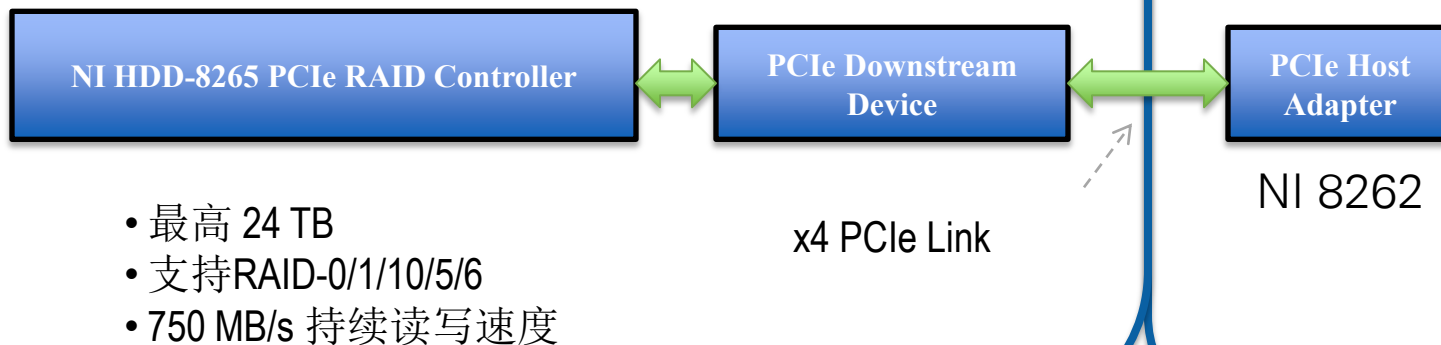 NI HDD-8265 PCIe RAID Controller
PCIe Downstream
Device
PCIe Host
Adapter
NI 8262
x4 PCIe Link
• 最高 24 TB
• 支持RAID-0/1/10/5/6
• 750 MB/s 持续读写速度